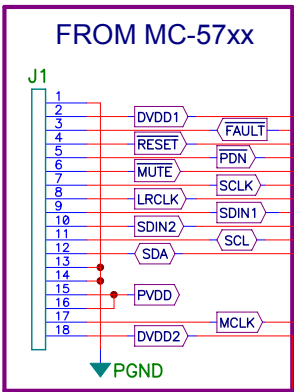 FROM MC-57xx
J1
1
2 DVDD1
3 FAULT
4 RESET
5 PDN
6 MUTE
7 SCLK
8 LRCLK
9 SDIN1
10 SDIN2
11 SCL
12 SDA
13
14
15 PVDD
16
17 MCLK
18 DVDD2
PGND